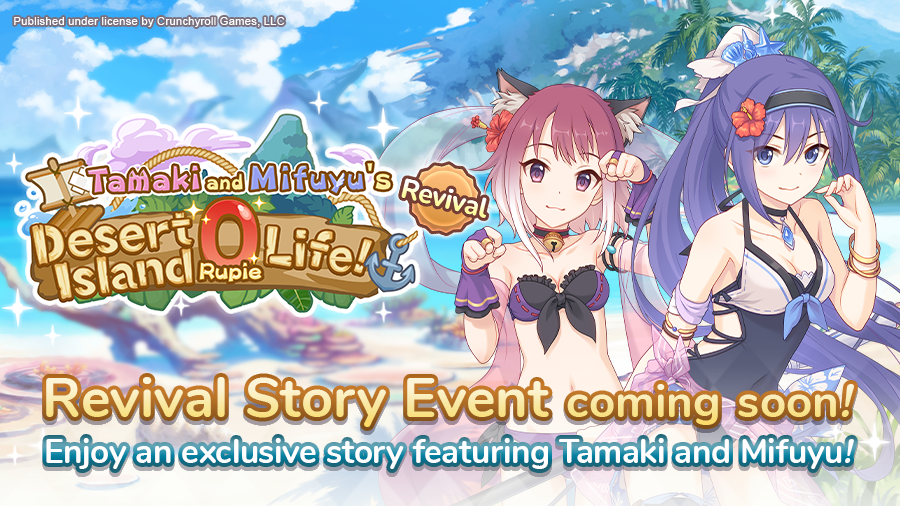 Published under license by Crunchyroll Games, LLC
Tamaki and Mifuyu's
Revival
Desert Island 0 Rupie Life!
Revival Story Event coming soon!
Enjoy an exclusive story featuring Tamaki and Mifuyu!